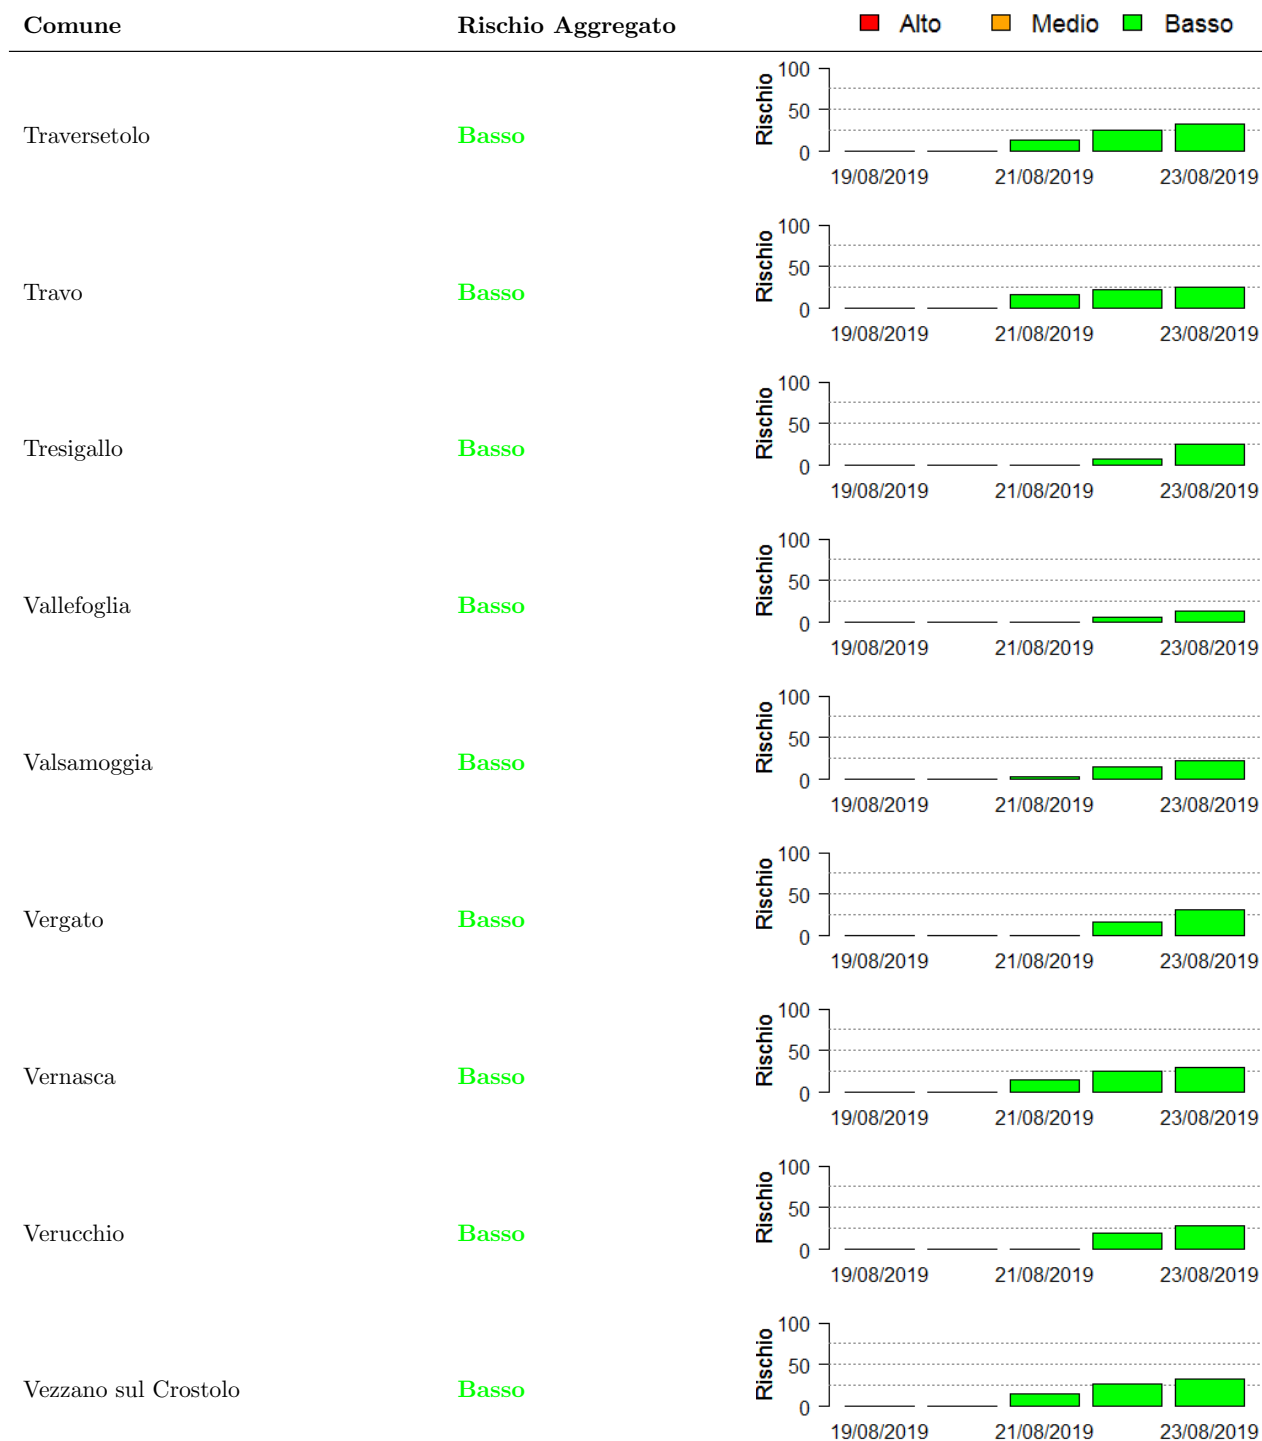 Comune Rischio Aggregato Alto Medio Basso
Traversetolo Basso Rischio 100 50 0
19/08/2019 21/08/2019 23/08/2019
Travo Basso Rischio 100 50 0
19/08/2019 21/08/2019 23/08/2019
Tresigallo Basso Rischio 100 50 0
19/08/2019 21/08/2019 23/08/2019
Vallefoglia Basso Rischio 100 50 0
19/08/2019 21/08/2019 23/08/2019
Valsamoggia Basso Rischio 100 50 0
19/08/2019 21/08/2019 23/08/2019
Vergato Basso Rischio 100 50 0
19/08/2019 21/08/2019 23/08/2019
Vernasca Basso Rischio 100 50 0
19/08/2019 21/08/2019 23/08/2019
Verucchio Basso Rischio 100 50 0
19/08/2019 21/08/2019 23/08/2019
Vezzano sul Crostolo Basso Rischio 100 50 0
19/08/2019 21/08/2019 23/08/2019